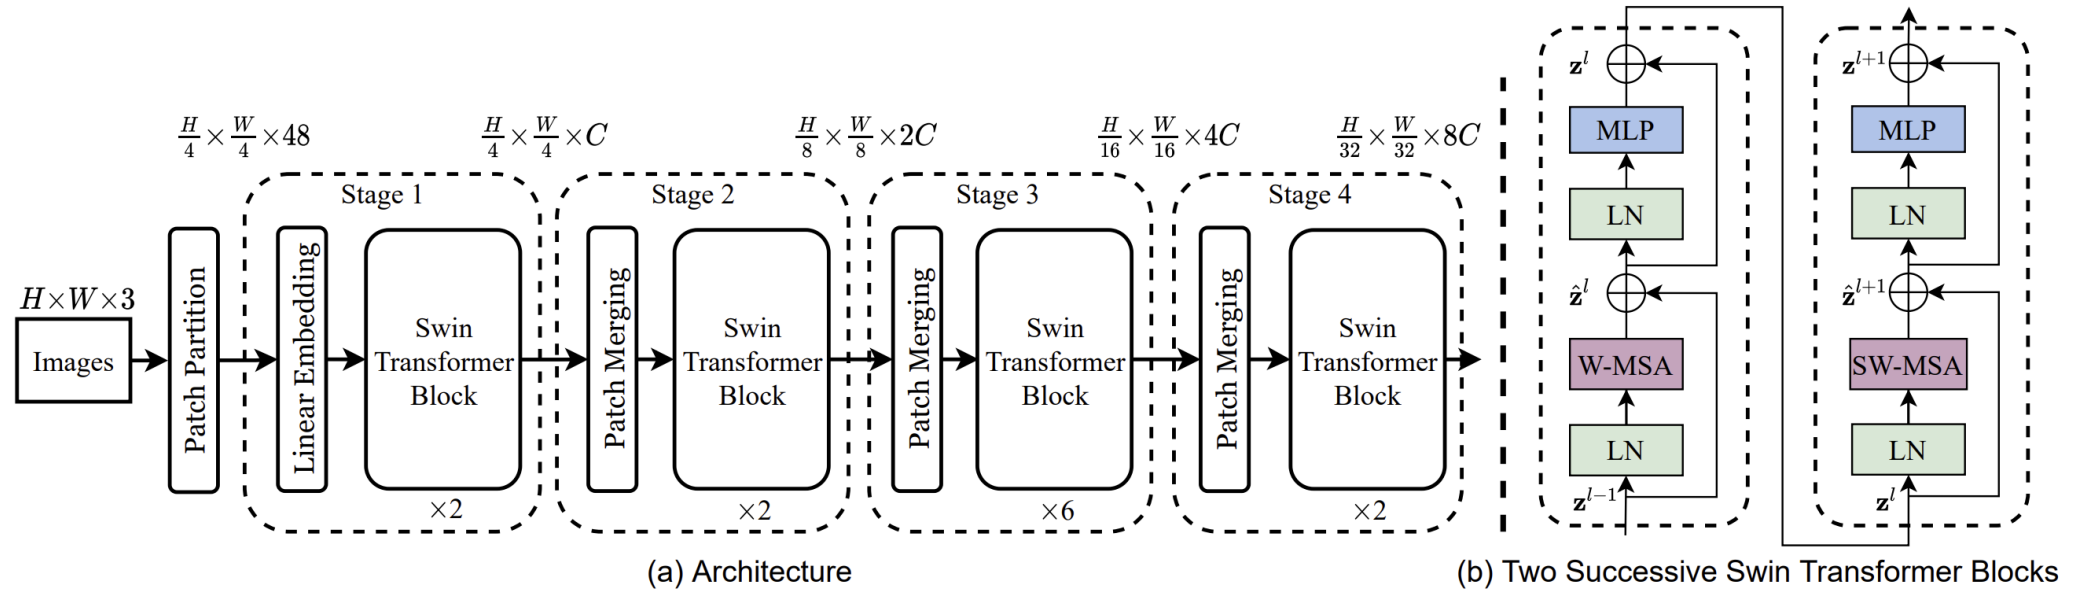 H×W×3
Images
Patch Partition
H/4 × W/4 × 48
Stage 1
Linear Embedding
Swin
Transformer
Block
×2
H/4 × W/4 × C
Stage 2
Patch Merging
Swin
Transformer
Block
×2
H/8 × W/8 × 2C
Stage 3
Patch Merging
Swin
Transformer
Block
×6
H/16 × W/16 × 4C
Stage 4
Patch Merging
Swin
Transformer
Block
×2
H/32 × W/32 × 8C
(a) Architecture
z^l
MLP
LN
ẑ^l
W-MSA
LN
z^{l−1}
z^{l+1}
MLP
LN
ẑ^{l+1}
SW-MSA
LN
z^l
(b) Two Successive Swin Transformer Blocks